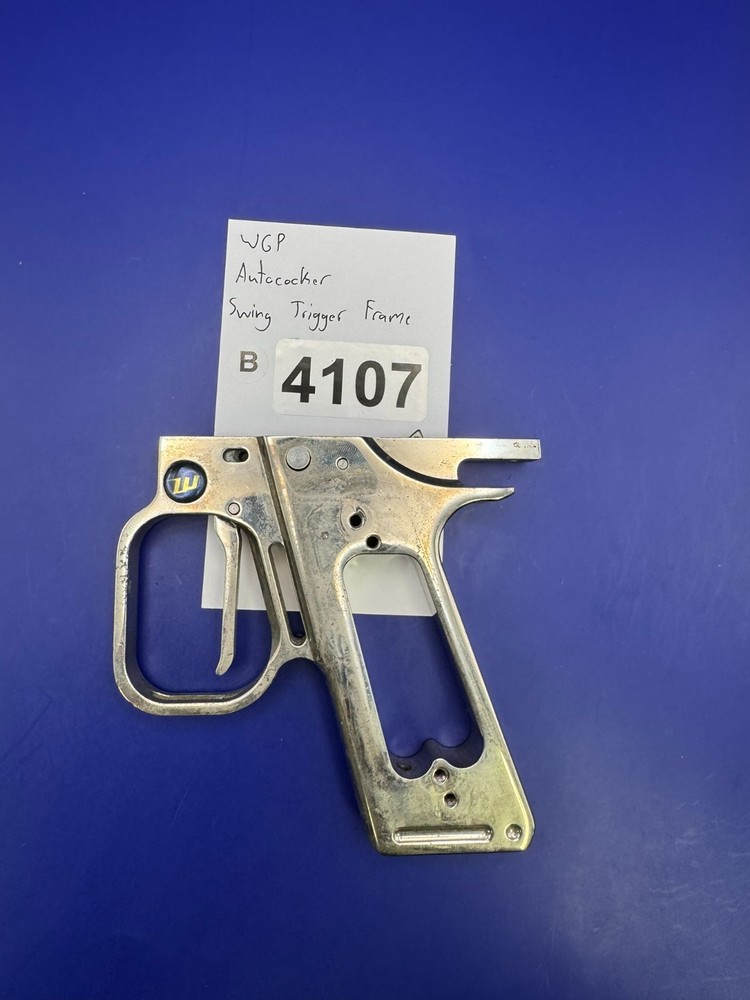 WGP
Autococker
Swing Trigger Frame
B 4107